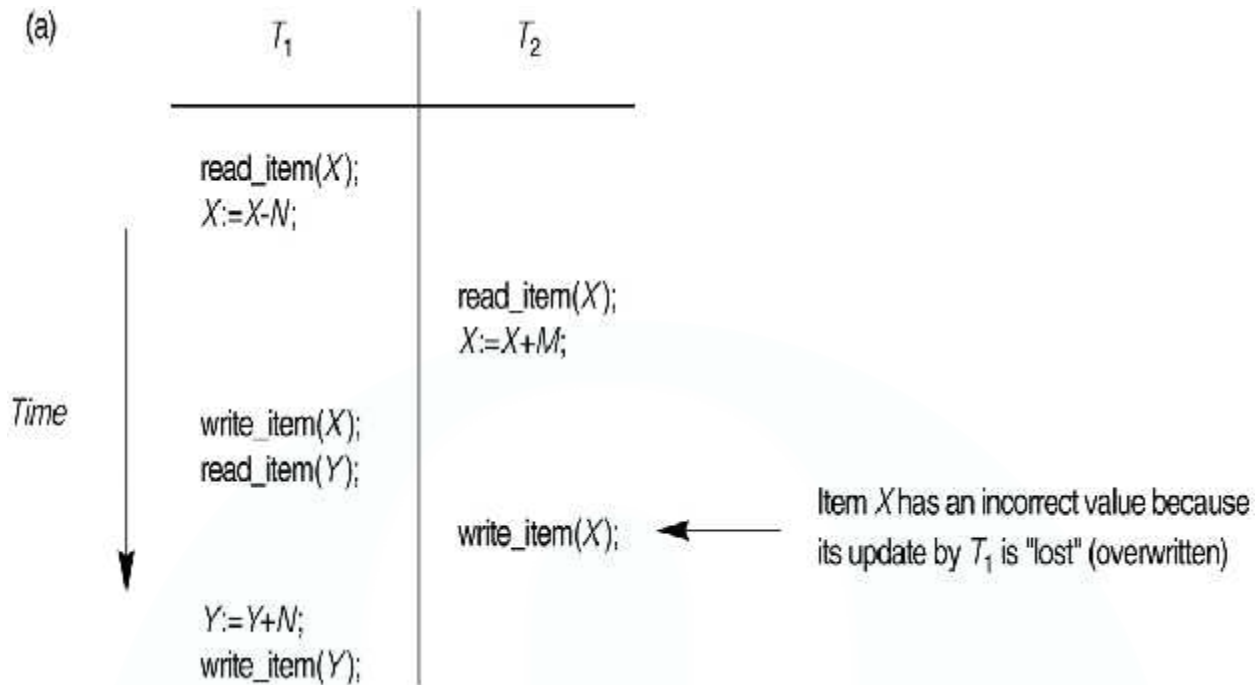 (a)
T1 T2
read_item(X);
X:=X-N;
read_item(X);
X:=X+M;
Time
write_item(X);
read_item(Y);
write_item(X);
Item X has an incorrect value because
its update by T1 is "lost" (overwritten)
Y:=Y+N;
write_item(Y);